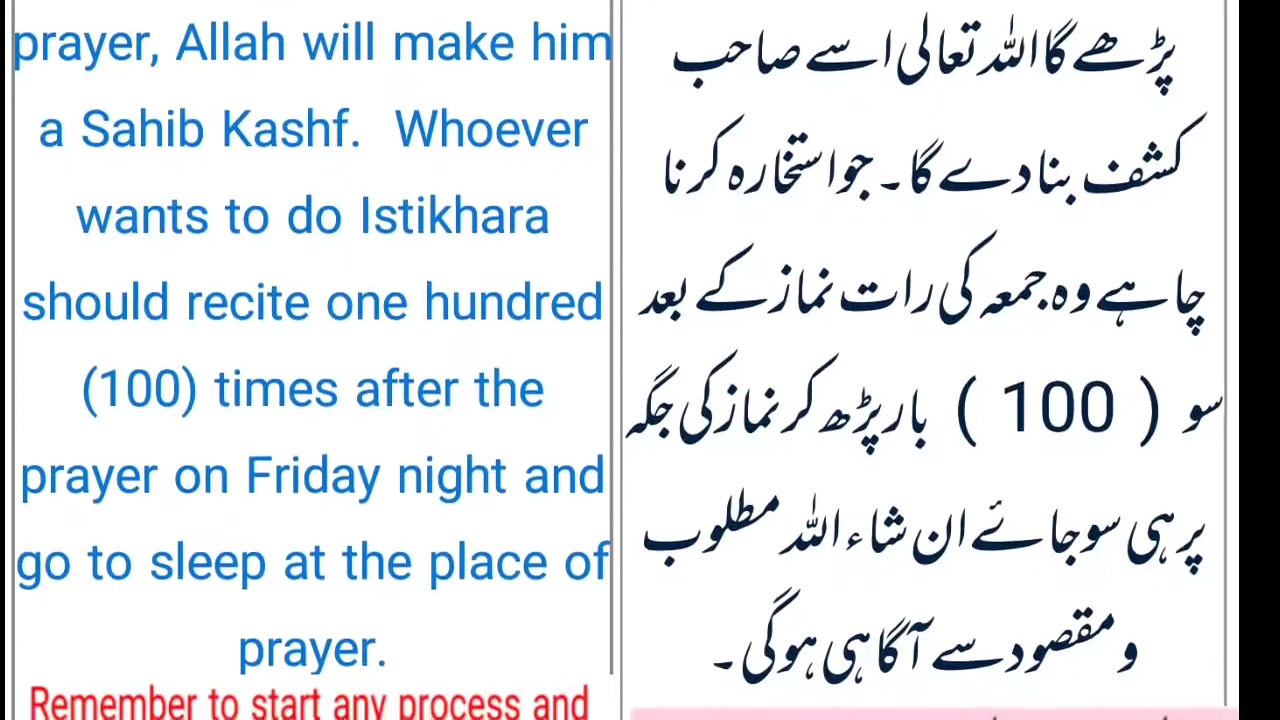 prayer, Allah will make him
a Sahib Kashf. Whoever
wants to do Istikhara
should recite one hundred
(100) times after the
prayer on Friday night and
go to sleep at the place of
prayer.
Remember to start any process and
پڑھے گا اللہ تعالی اسے صاحب
کشف بنا دے گا۔ جو استخارہ کرنا
چاہے وہ جمعہ کی رات نماز کے بعد
سو ( 100 ) بار پڑھ کر نماز کی جگہ
پر ہی سو جائے ان شاء اللہ مطلوب
و مقصود سے آگاہی ہو گی۔